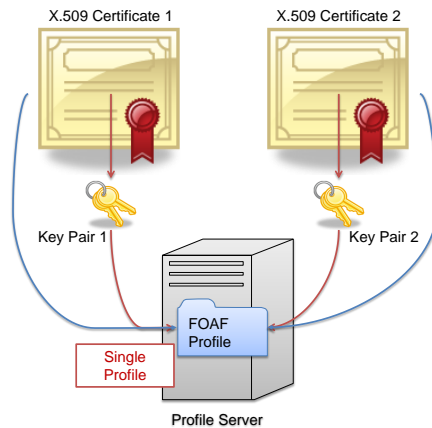 X.509 Certificate 1
X.509 Certificate 2
Key Pair 1
Key Pair 2
FOAF
Profile
Single
Profile
Profile Server